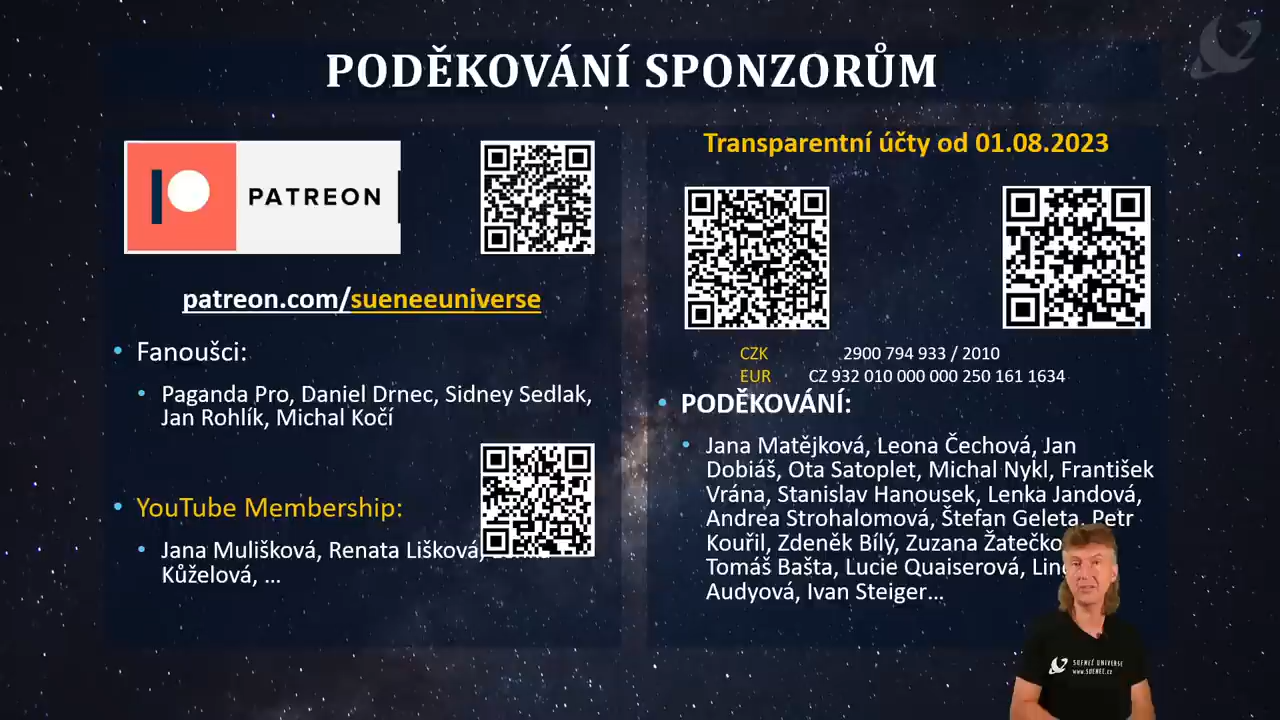 PODĚKOVÁNÍ SPONZORŮM
PATREON
patreon.com/sueneeuniverse
Fanoušci:
Paganda Pro, Daniel Drnec, Sidney Sedlak,
Jan Rohlík, Michal Kočí
YouTube Membership:
Jana Mulišková, Renata Lišková,
Kůželová, ...
Transparentní účty od 01.08.2023
CZK 2900 794 933 / 2010
EUR CZ 932 010 000 000 250 161 1634
PODĚKOVÁNÍ:
Jana Matějková, Leona Čechová, Jan
Dobiáš, Ota Satoplet, Michal Nykl, František
Vrána, Stanislav Hanousek, Lenka Jandová,
Andrea Strohalomová, Štefan Geleta, Petr
Kouřil, Zdeněk Bílý, Zuzana
Tomáš Bašta, Lucie Quaiserová,
Audyová, Ivan Steiger...
SUENEÉ UNIVERSE
www.SUENEE.cz